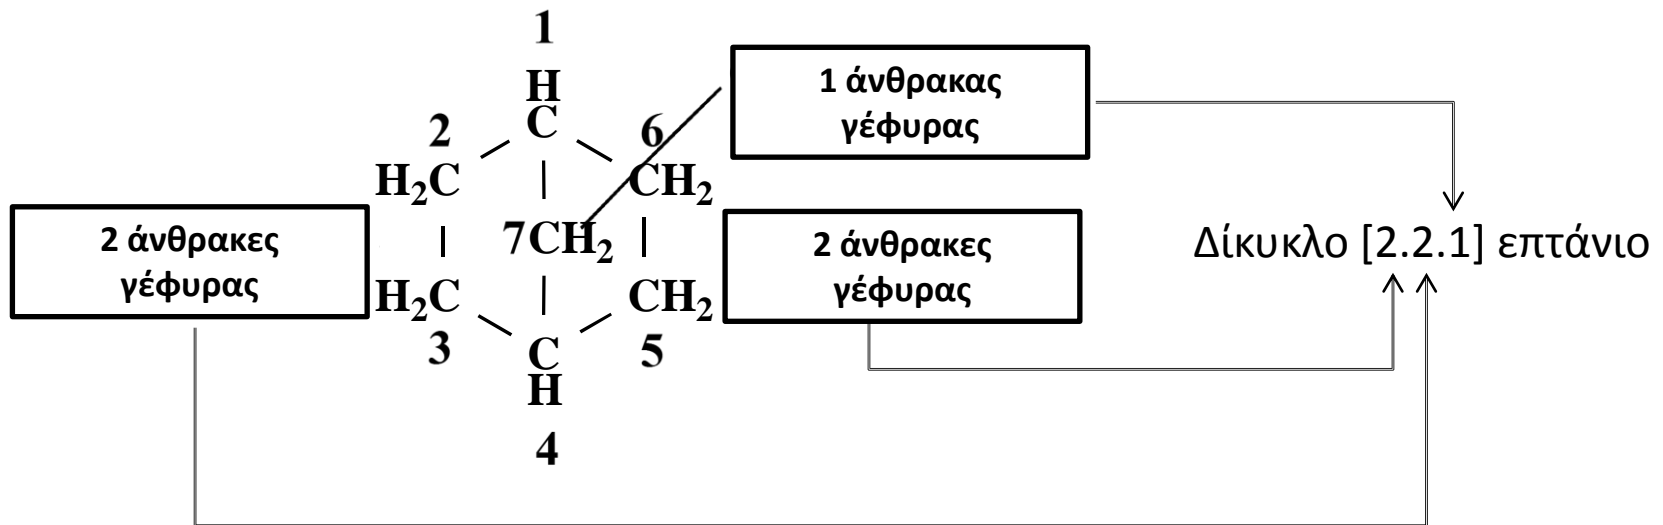 1
H
C
2
6
H₂C
CH₂
7CH₂
H₂C
CH₂
3
5
C
H
4
1 άνθρακας
γέφυρας
2 άνθρακες
γέφυρας
2 άνθρακες
γέφυρας
Δίκυκλο [2.2.1] επτάνιο